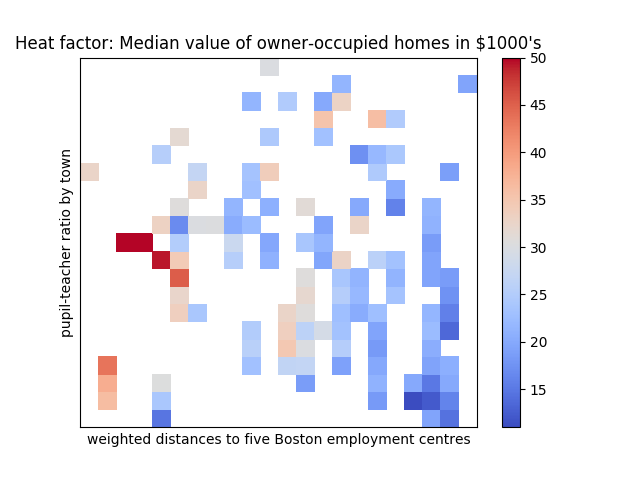 Heat factor: Median value of owner-occupied homes in $1000's
pupil-teacher ratio by town
weighted distances to five Boston employment centres
50
45
40
35
30
25
20
15